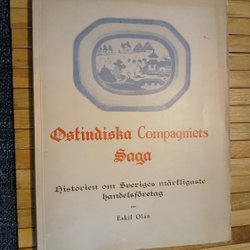 Ostindiska Compagniets
Saga
Historien om Sveriges märkligaste
handelsföretag
av
Eskil Olán